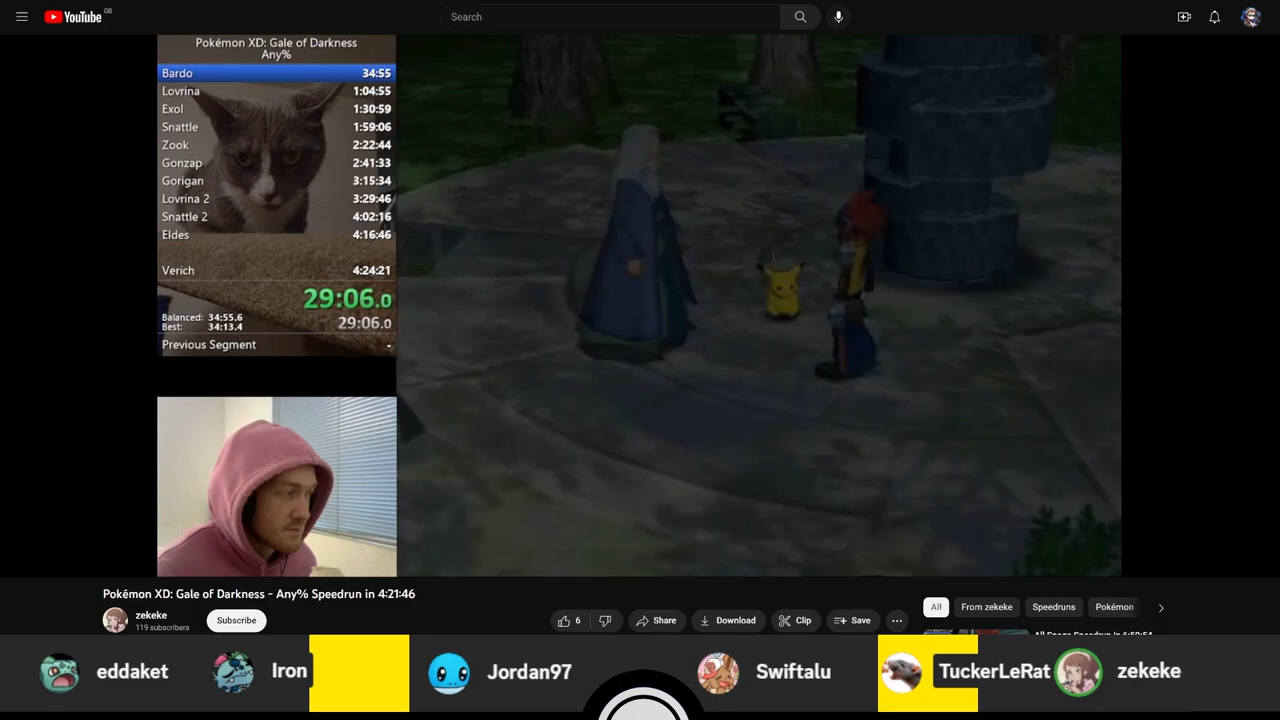 YouTube GB
Search
Pokémon XD: Gale of Darkness
Any%
Bardo 34:55
Lovrina 1:04:55
Exol 1:30:59
Snattle 1:59:06
Zook 2:22:44
Gonzap 2:41:33
Gorigan 3:15:34
Lovrina 2 3:29:46
Snattle 2 4:02:16
Eldes 4:16:46
Verich 4:24:21
29:06.0
Balanced: 34:55.6
Best: 34:13.4
29:06.0
Previous Segment -
Pokémon XD: Gale of Darkness - Any% Speedrun in 4:21:46
zekeke
119 subscribers
Subscribe
6
Share
Download
Clip
Save
All
From zekeke
Speedruns
Pokémon
eddaket
Iron
Jordan97
Swiftalu
TuckerLeRat
zekeke